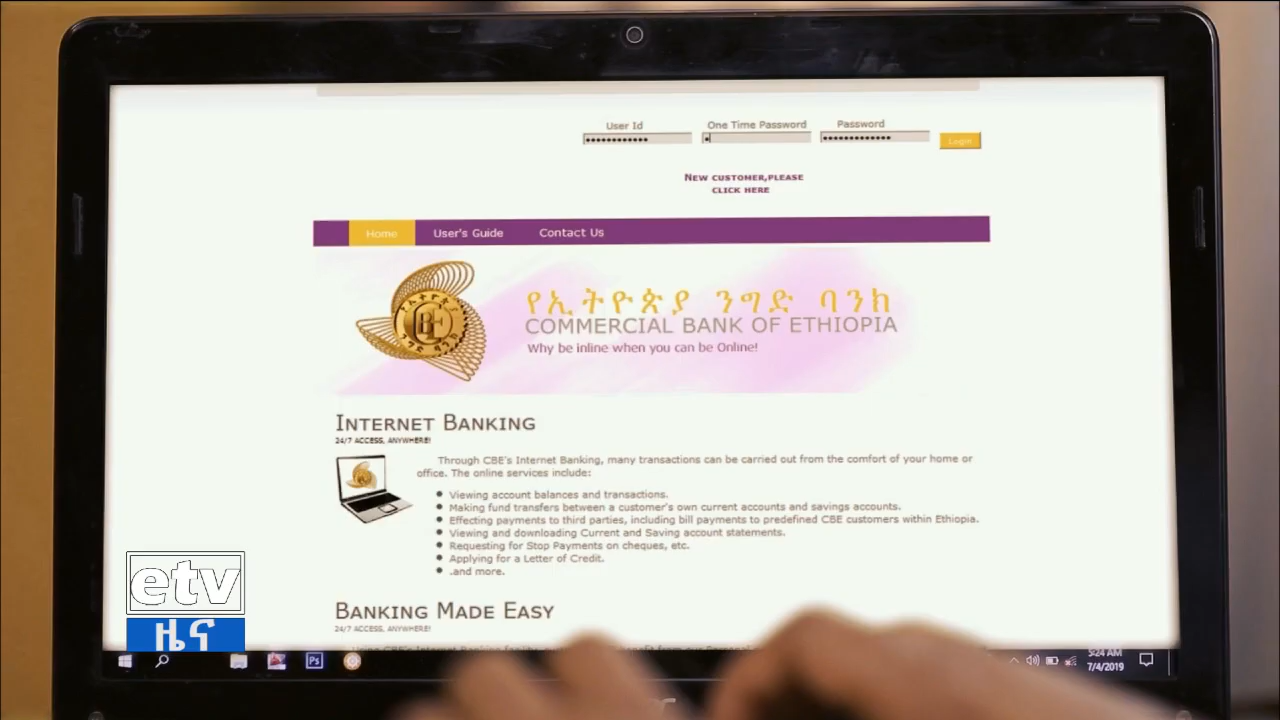 User Id One Time Password Password
Login
NEW CUSTOMER,PLEASE
CLICK HERE
Home User's Guide Contact Us
የኢትዮጵያ ንግድ ባንክ
COMMERCIAL BANK OF ETHIOPIA
Why be inline when you can be Online!
CBE
INTERNET BANKING
24/7 ACCESS, ANYWHERE!
Through CBE's Internet Banking, many transactions can be carried out from the comfort of your home or
office. The online services include:
Viewing account balances and transactions.
Making fund transfers between a customer's own current accounts and savings accounts.
Effecting payments to third parties, including bill payments to predefined CBE customers within Ethiopia.
Viewing and downloading Current and Saving account statements.
Requesting for Stop Payments on cheques, etc.
Applying for a Letter of Credit.
.and more.
BANKING MADE EASY
24/7 ACCESS, ANYWHERE!
etv
ዜና
Ps
5:24 AM
7/4/2019